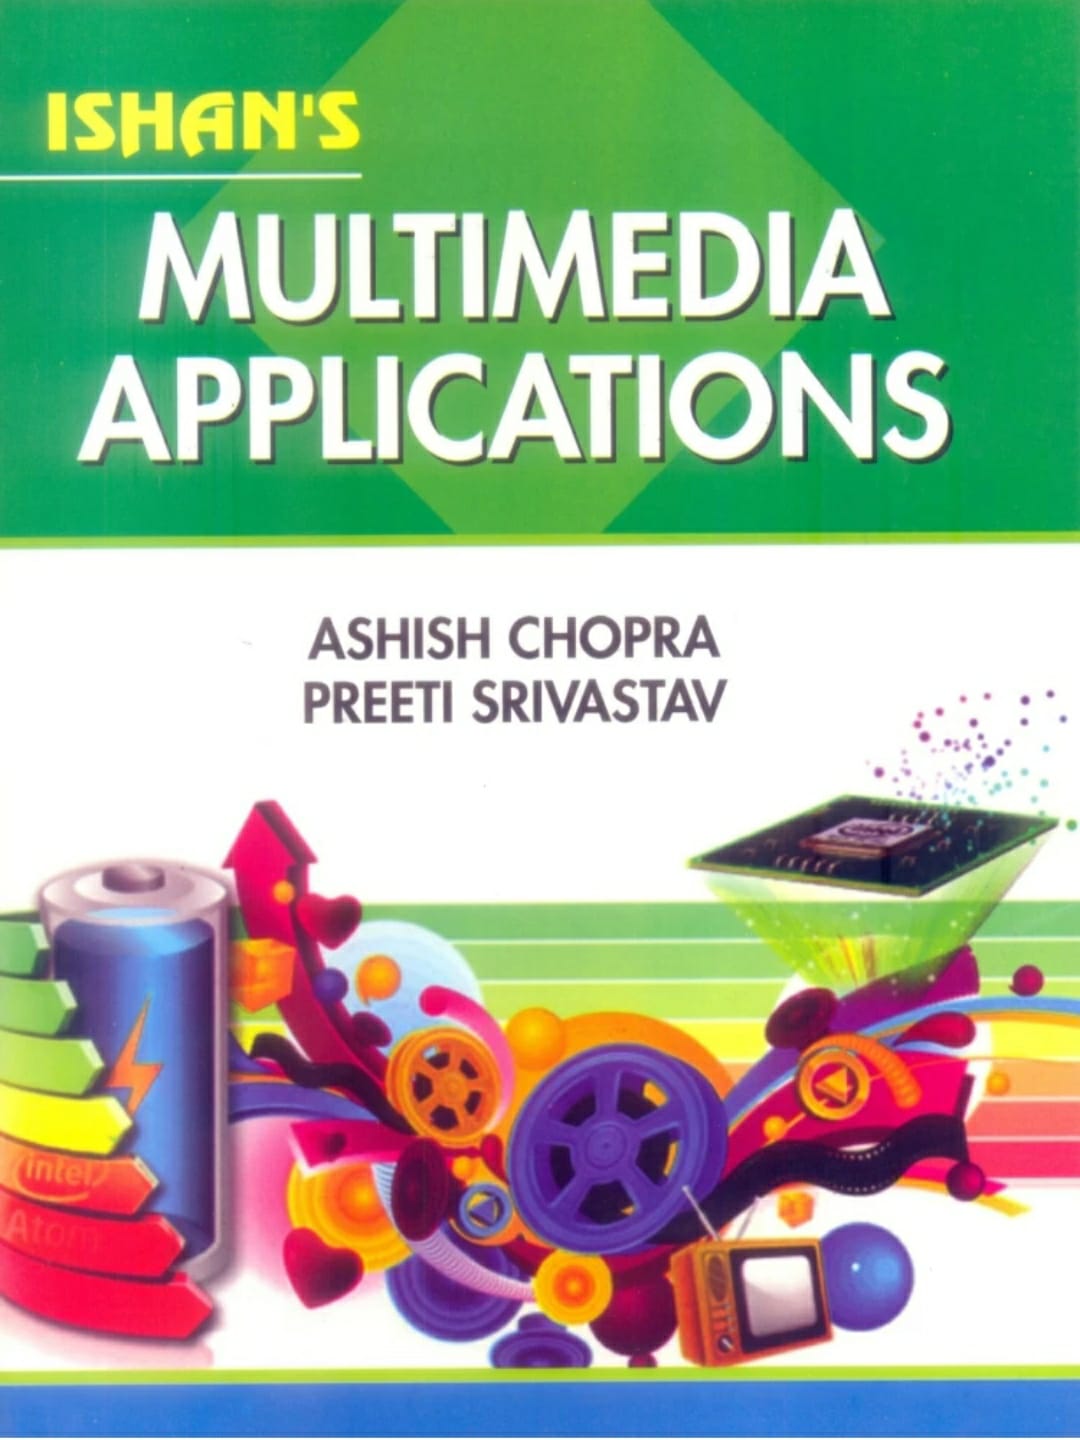 ISHAN'S
MULTIMEDIA
APPLICATIONS
ASHISH CHOPRA
PREETI SRIVASTAV
intel
Atom